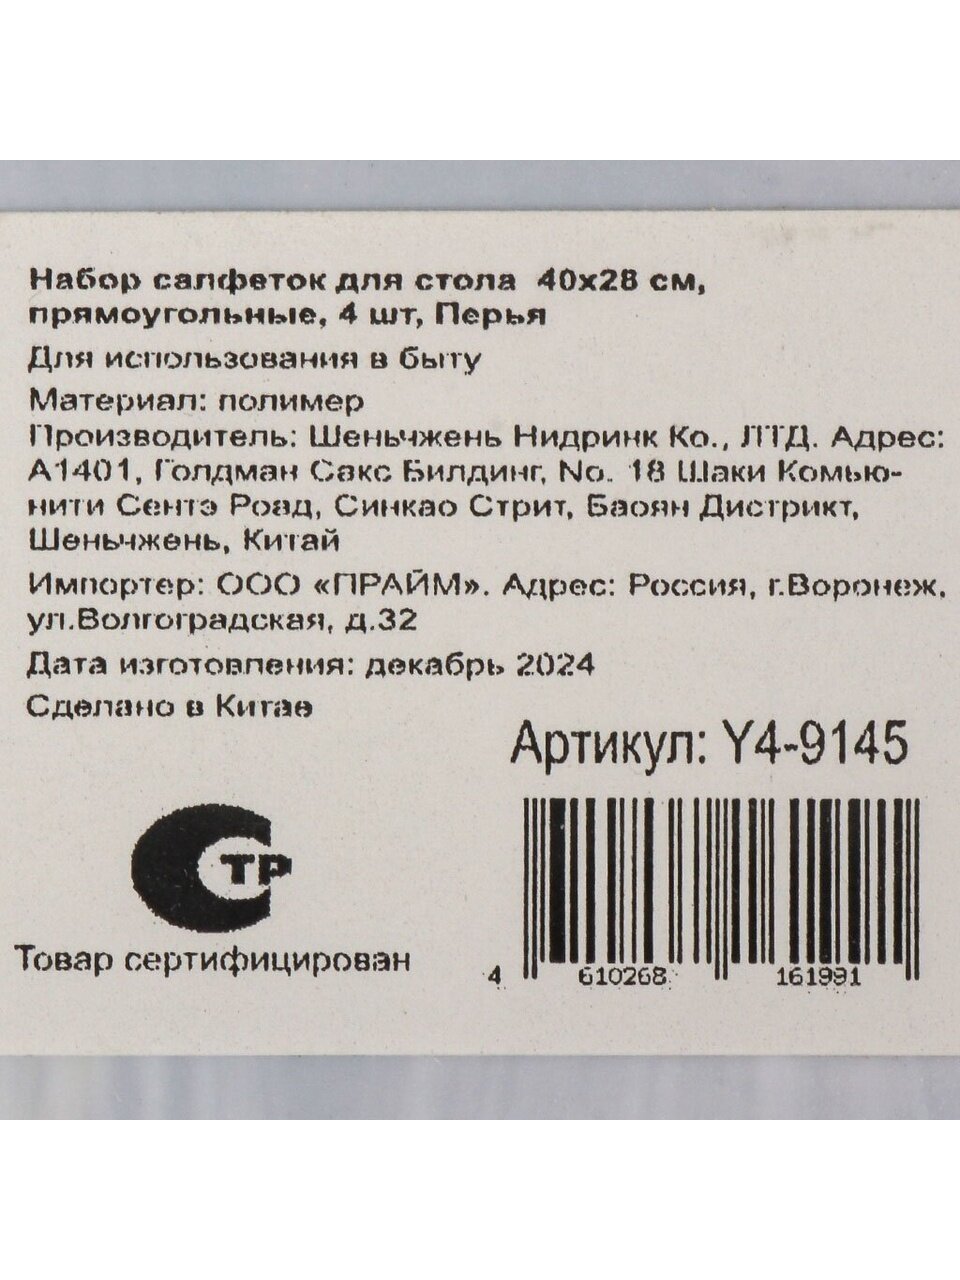 Набор салфеток для стола 40х28 см,
прямоугольные, 4 шт, Перья
Для использования в быту
Материал: полимер
Производитель: Шеньчжень Нидринк Ко., ЛТД. Адрес:
А1401, Голдман Сакс Билдинг, No. 18 Шаки Комью-
нити Сентэ Роад, Синкао Стрит, Баоян Дистрикт,
Шеньчжень, Китай
Импортер: ООО «ПРАЙМ». Адрес: Россия, г.Воронеж,
ул.Волгоградская, д.32
Дата изготовления: декабрь 2024
Сделано в Китае
Артикул: Y4-9145
СТР
Товар сертифицирован
4 610268 161991